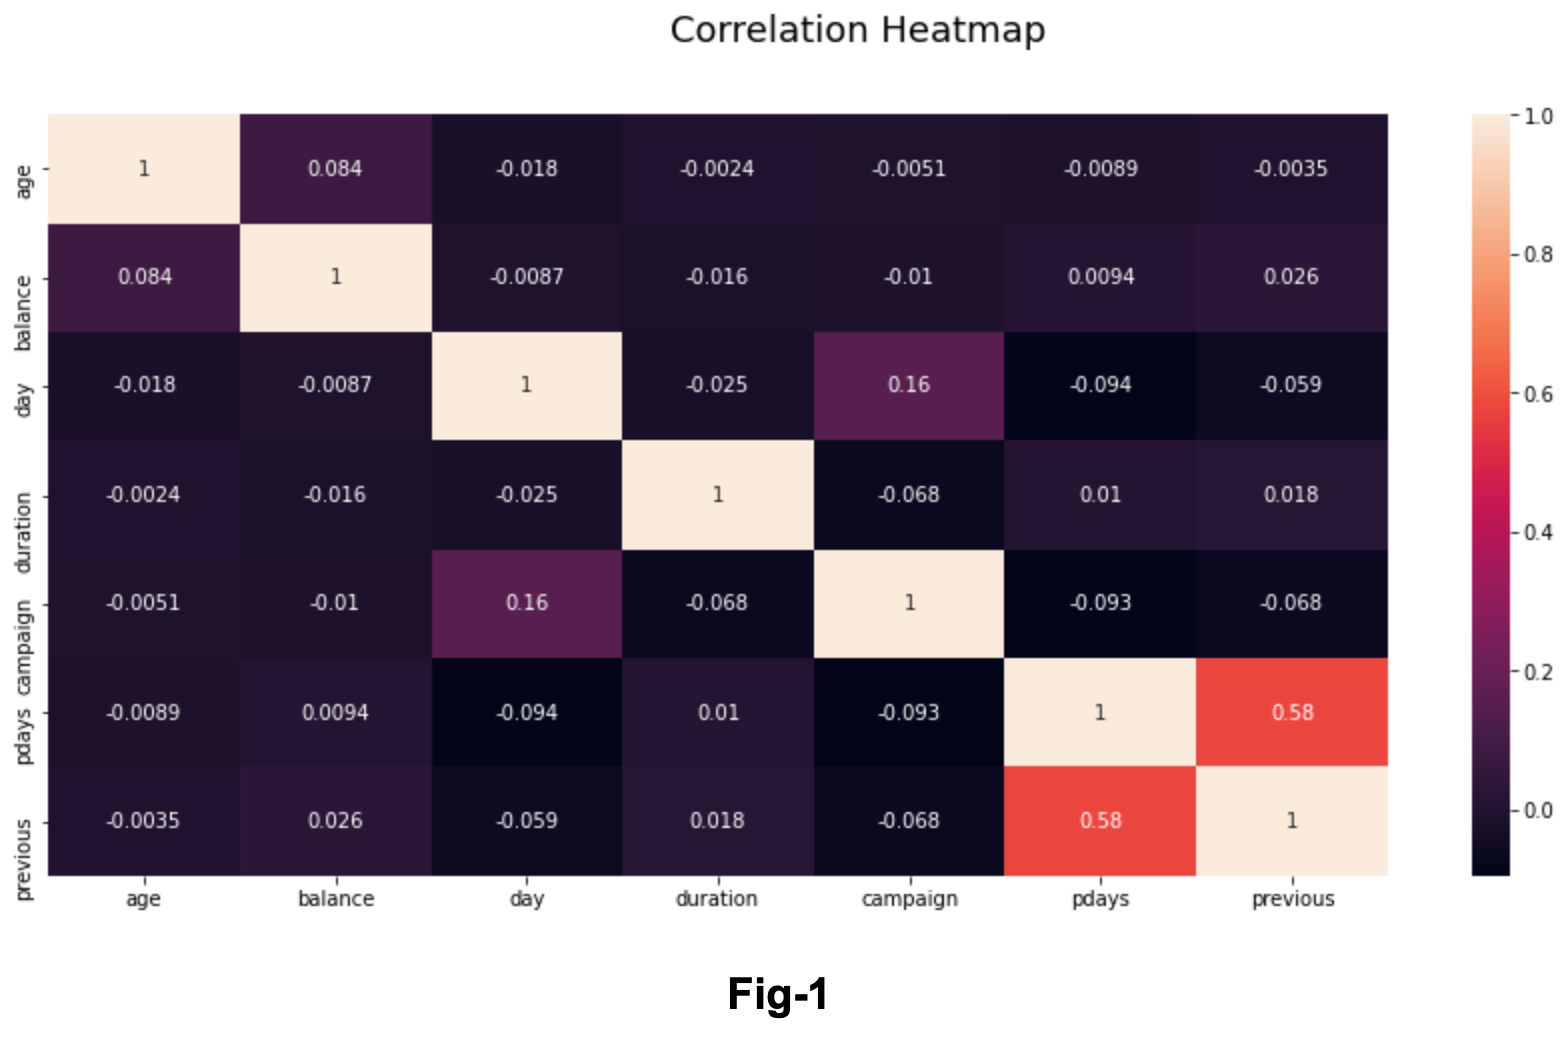 Correlation Heatmap
age 1 0.084 -0.018 -0.0024 -0.0051 -0.0089 -0.0035
balance 0.084 1 -0.0087 -0.016 -0.01 0.0094 0.026
day -0.018 -0.0087 1 -0.025 0.16 -0.094 -0.059
duration -0.0024 -0.016 -0.025 1 -0.068 0.01 0.018
campaign -0.0051 -0.01 0.16 -0.068 1 -0.093 -0.068
pdays -0.0089 0.0094 -0.094 0.01 -0.093 1 0.58
previous -0.0035 0.026 -0.059 0.018 -0.068 0.58 1
age balance day duration campaign pdays previous
1.0
0.8
0.6
0.4
0.2
0.0
Fig-1